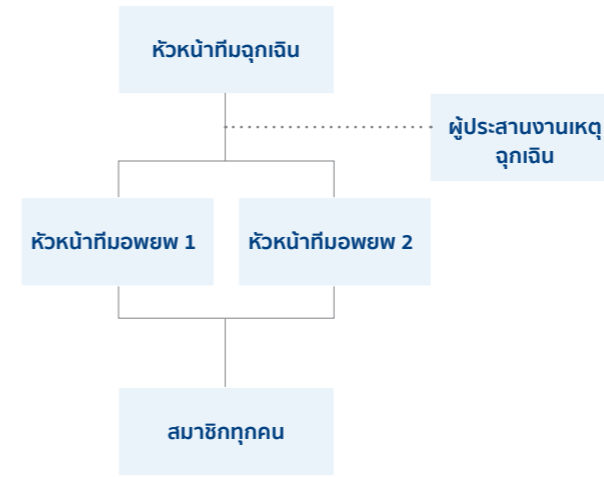 หัวหน้าทีมฉุกเฉิน
ผู้ประสานงานเหตุ
ฉุกเฉิน
หัวหน้าทีมอพยพ 1
หัวหน้าทีมอพยพ 2
สมาชิกทุกคน